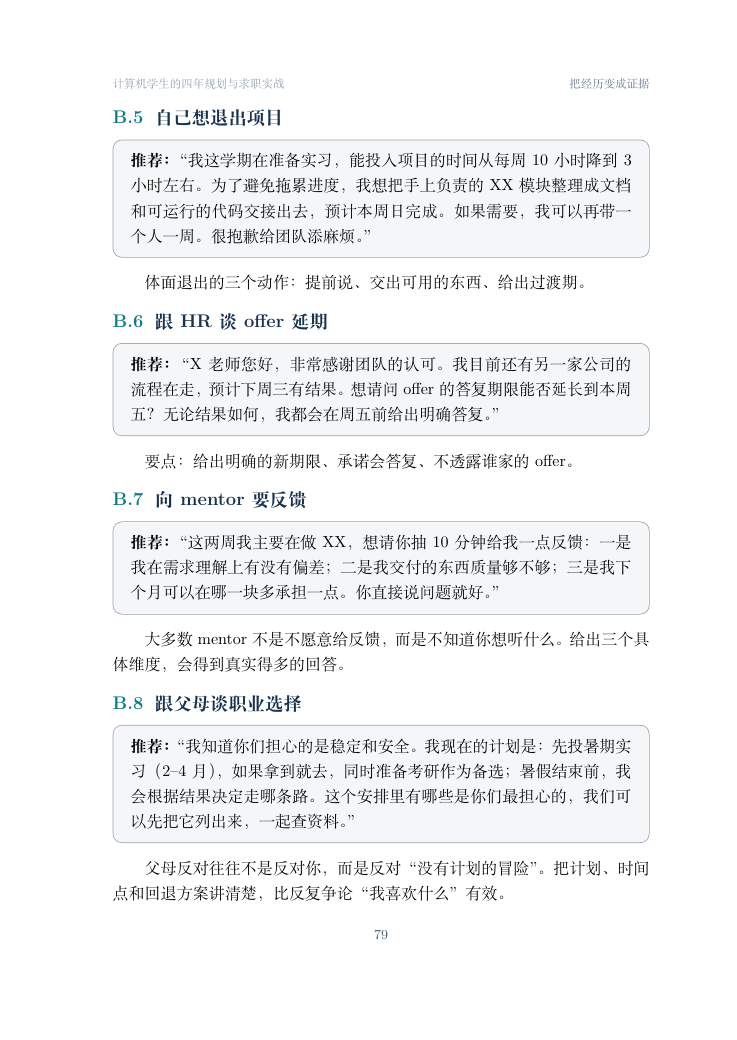 计算机学生的四年规划与求职实战 把经历变成证据
B.5 自己想退出项目
推荐：“我这学期在准备实习，能投入项目的时间从每周 10 小时降到 3
小时左右。为了避免拖累进度，我想把手上负责的 XX 模块整理成文档
和可运行的代码交接出去，预计本周日完成。如果需要，我可以再带一
个人一周。很抱歉给团队添麻烦。”
体面退出的三个动作：提前说、交出可用的东西、给出过渡期。
B.6 跟 HR 谈 offer 延期
推荐：“X 老师您好，非常感谢团队的认可。我目前还有另一家公司的
流程在走，预计下周三有结果。想请问 offer 的答复期限能否延长到本周
五？无论结果如何，我都会在周五前给出明确答复。”
要点：给出明确的新期限、承诺会答复、不透露谁家的 offer。
B.7 向 mentor 要反馈
推荐：“这两周我主要在做 XX，想请你抽 10 分钟给我一点反馈：一是
我在需求理解上有没有偏差；二是我交付的东西质量够不够；三是我下
个月可以在哪一块多承担一点。你直接说问题就好。”
大多数 mentor 不是不愿意给反馈，而是不知道你想听什么。给出三个具
体维度，会得到真实得多的回答。
B.8 跟父母谈职业选择
推荐：“我知道你们担心的是稳定和安全。我现在的计划是：先投暑期实
习（2–4 月），如果拿到就去，同时准备考研作为备选；暑假结束前，我
会根据结果决定走哪条路。这个安排里有哪些是你们最担心的，我们可
以先把它列出来，一起查资料。”
父母反对往往不是反对你，而是反对“没有计划的冒险”。把计划、时间
点和回退方案讲清楚，比反复争论“我喜欢什么”有效。
79